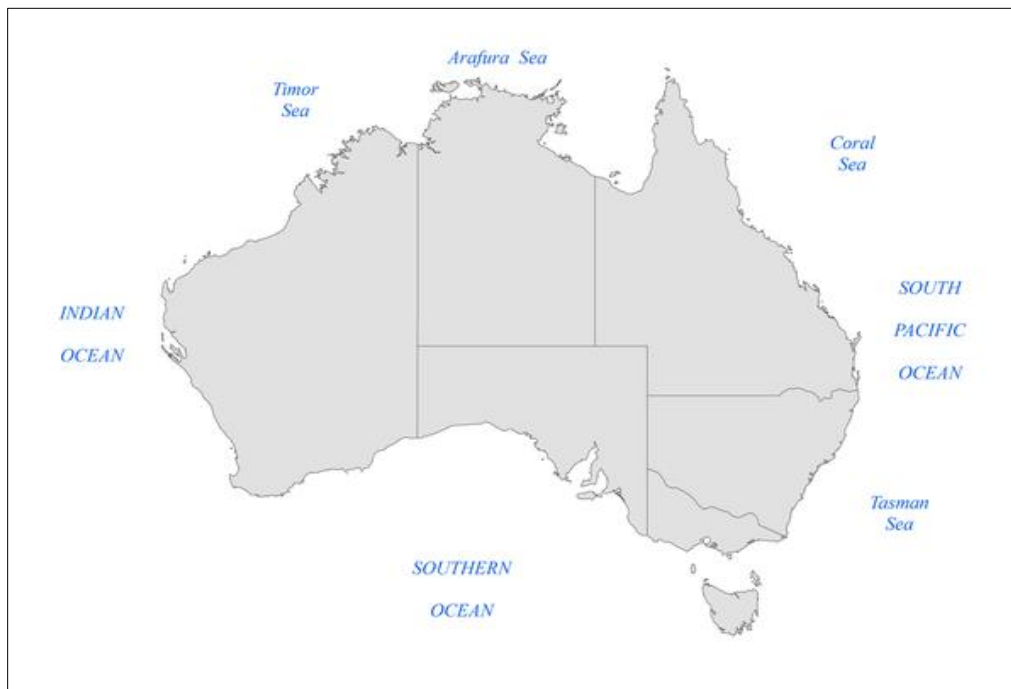 Arafura Sea
Timor
Sea
Coral
Sea
INDIAN
OCEAN
SOUTH
PACIFIC
OCEAN
Tasman
Sea
SOUTHERN
OCEAN